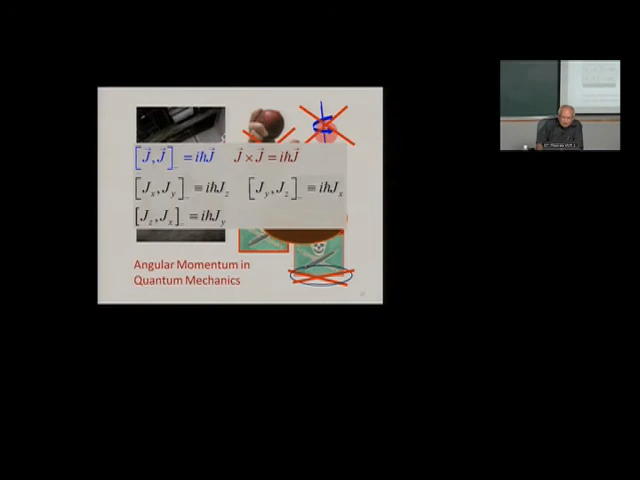 [J⃗, J⃗]₋ = iħJ⃗ J⃗ × J⃗ = iħJ⃗
[Jₓ, J_y]₋ ≡ iħJ_z [J_y, J_z]₋ ≡ iħJₓ
[J_z, Jₓ]₋ ≡ iħJ_y
Angular Momentum in
Quantum Mechanics